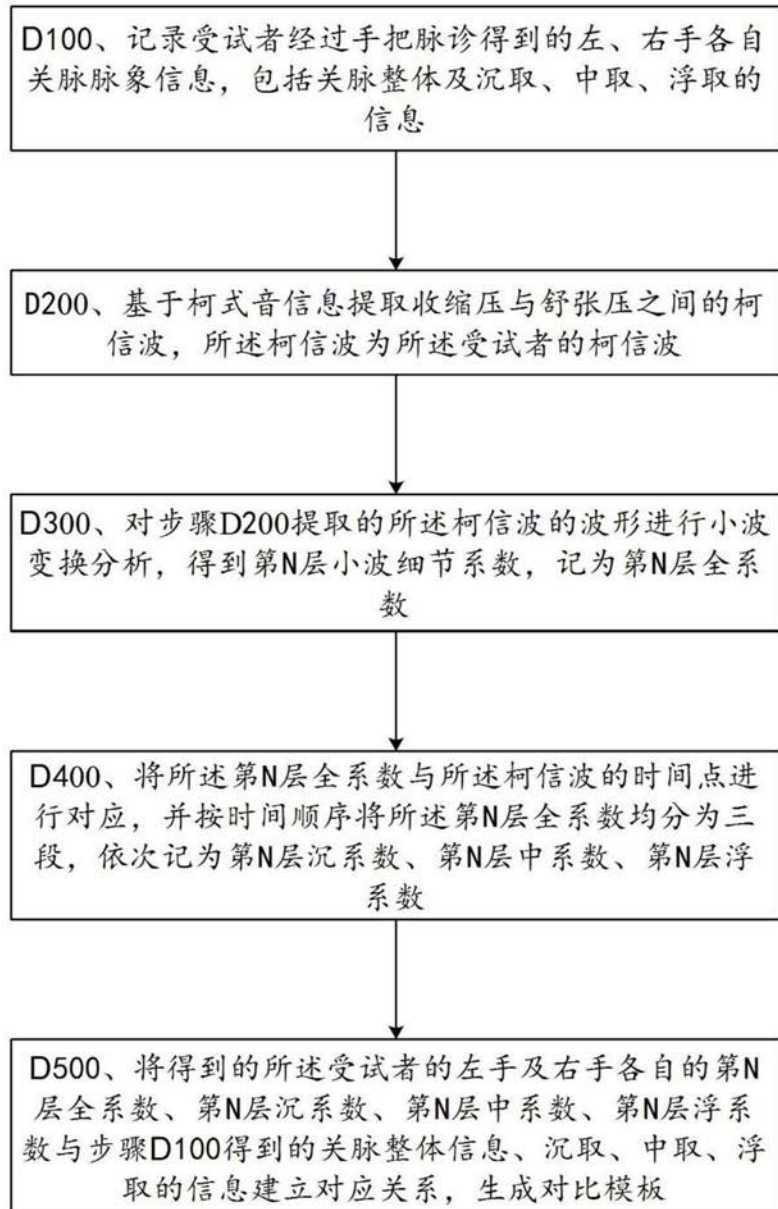 D100、记录受试者经过手把脉诊得到的左、右手各自
关脉脉象信息，包括关脉整体及沉取、中取、浮取的
信息
D200、基于柯式音信息提取收缩压与舒张压之间的柯
信波，所述柯信波为所述受试者的柯信波
D300、对步骤D200提取的所述柯信波的波形进行小波
变换分析，得到第N层小波细节系数，记为第N层全系
数
D400、将所述第N层全系数与所述柯信波的时间点进
行对应，并按时间顺序将所述第N层全系数均分为三
段，依次记为第N层沉系数、第N层中系数、第N层浮
系数
D500、将得到的所述受试者的左手及右手各自的第N
层全系数、第N层沉系数、第N层中系数、第N层浮系
数与步骤D100得到的关脉整体信息、沉取、中取、浮
取的信息建立对应关系，生成对比模板